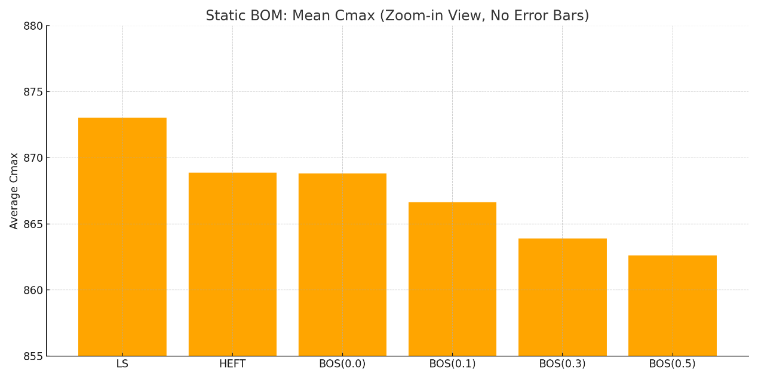 Static BOM: Mean Cmax (Zoom-in View, No Error Bars)
Average Cmax
880
875
870
865
860
855
LS HEFT BOS(0.0) BOS(0.1) BOS(0.3) BOS(0.5)